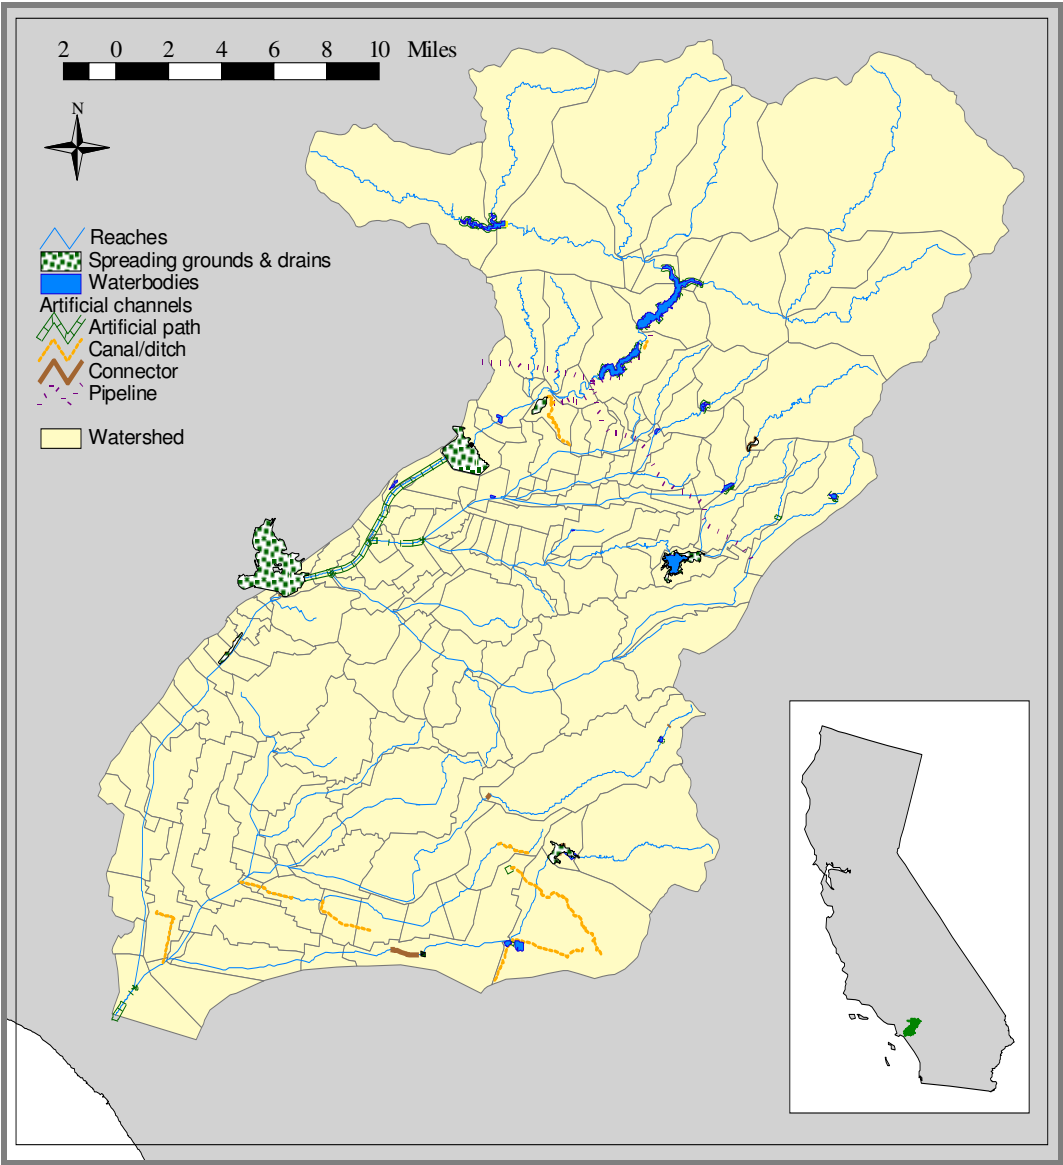 2 0 2 4 6 8 10 Miles
N
Reaches
Spreading grounds & drains
Waterbodies
Artificial channels
Artificial path
Canal/ditch
Connector
Pipeline
Watershed